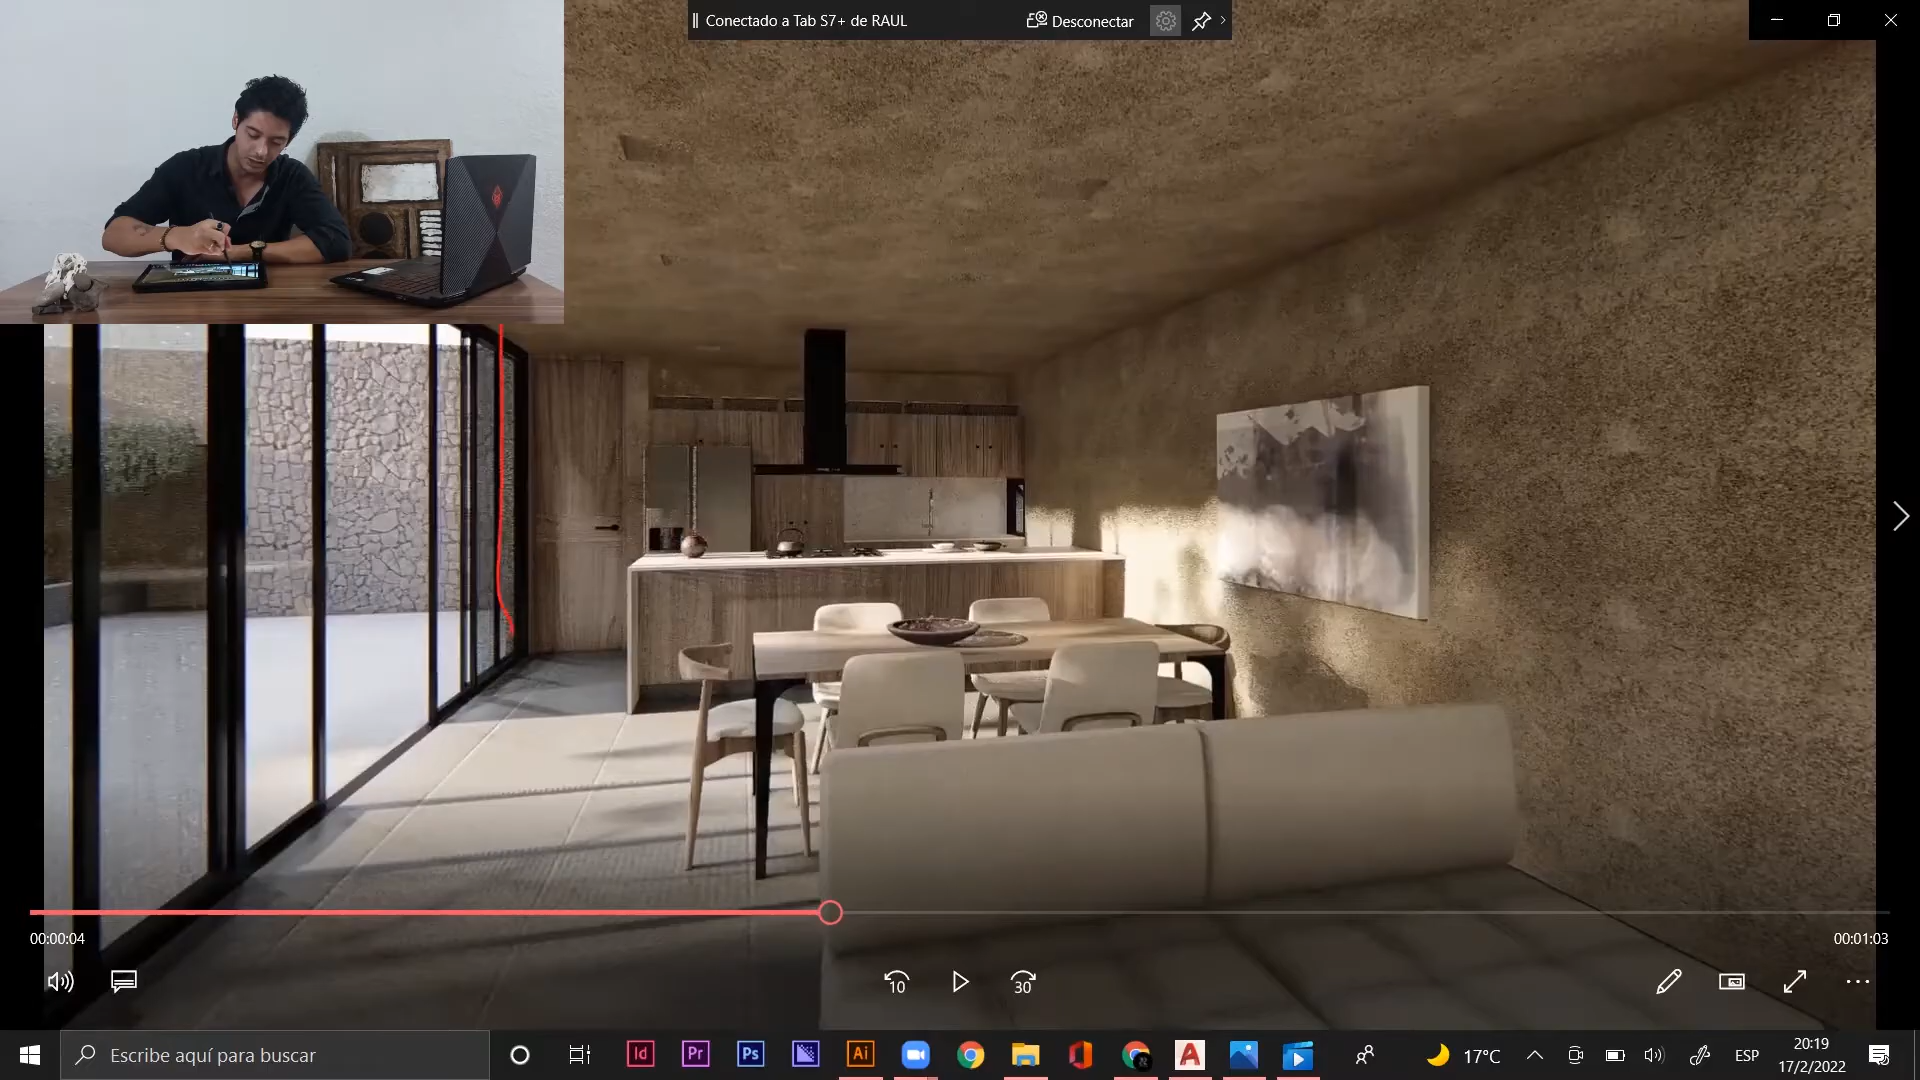 Conectado a Tab S7+ de RAUL
Desconectar
00:00:04
00:01:03
10
30
Escribe aquí para buscar
Id
Pr
Ps
Ai
17°C
ESP
20:19
17/2/2022